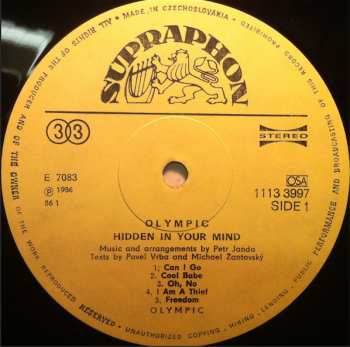 MADE IN CZECHOSLOVAKIA · ALL RIGHTS OF THE PRODUCER AND OF THE OWNER OF THE WORK REPRODUCED RESERVED · UNAUTHORIZED COPYING · HIRING · LENDING · PUBLIC PERFORMANCE AND BROADCASTING OF THIS RECORD PROHIBITED
SUPRAPHON
33
STEREO
E 7083
℗ 1986
86 1
OSA
1113 3997
SIDE 1
OLYMPIC
HIDDEN IN YOUR MIND
Music and arrangements by Petr Janda
Texts by Pavel Vrba and Michael Žantovský
1. Can I Go
2. Cool Babe
3. Oh, No
4. I Am A Thief
5. Freedom
OLYMPIC